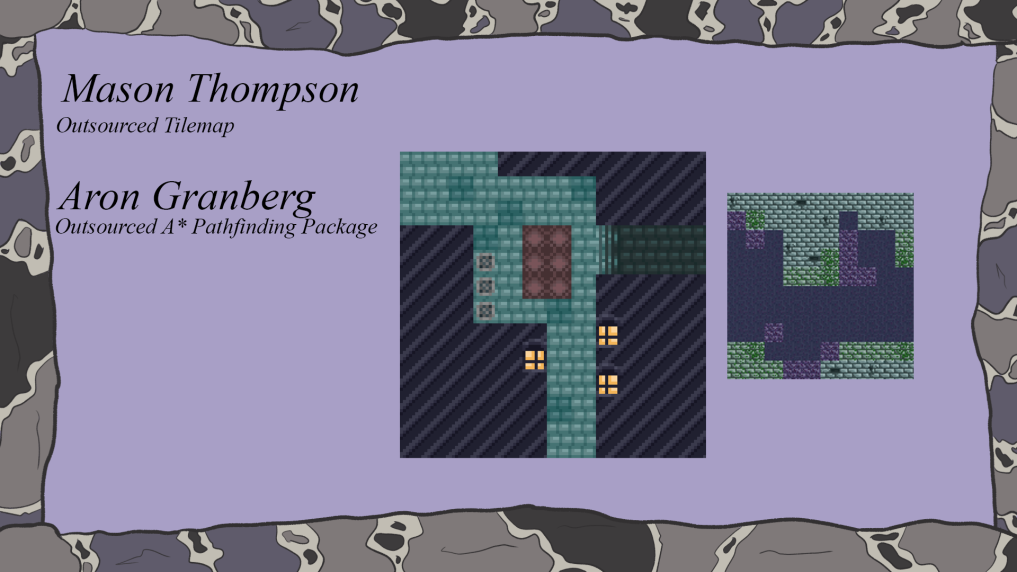 Mason Thompson
Outsourced Tilemap
Aron Granberg
Outsourced A* Pathfinding Package